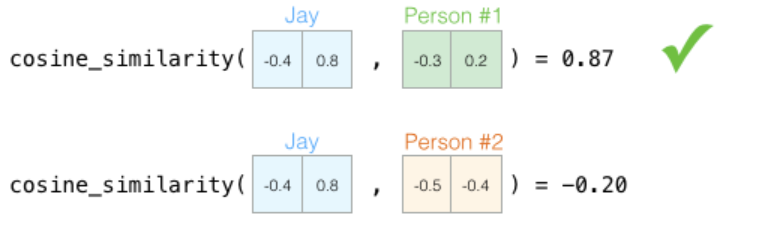 Jay Person #1
cosine_similarity( -0.4 0.8 , -0.3 0.2 ) = 0.87
Jay Person #2
cosine_similarity( -0.4 0.8 , -0.5 -0.4 ) = -0.20